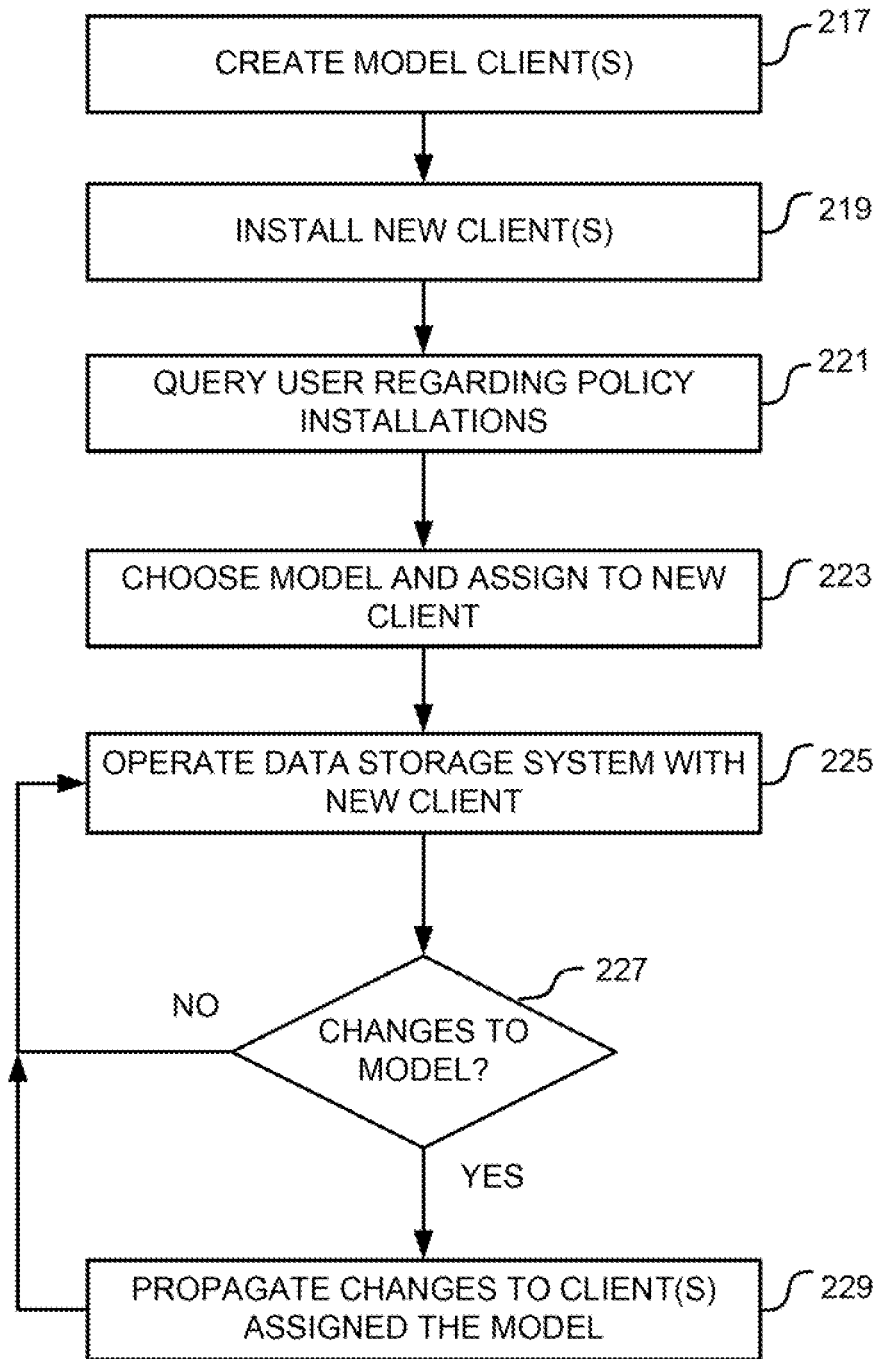 217
CREATE MODEL CLIENT(S)
219
INSTALL NEW CLIENT(S)
221
QUERY USER REGARDING POLICY
INSTALLATIONS
223
CHOOSE MODEL AND ASSIGN TO NEW
CLIENT
225
OPERATE DATA STORAGE SYSTEM WITH
NEW CLIENT
227
NO
CHANGES TO
MODEL?
YES
229
PROPAGATE CHANGES TO CLIENT(S)
ASSIGNED THE MODEL